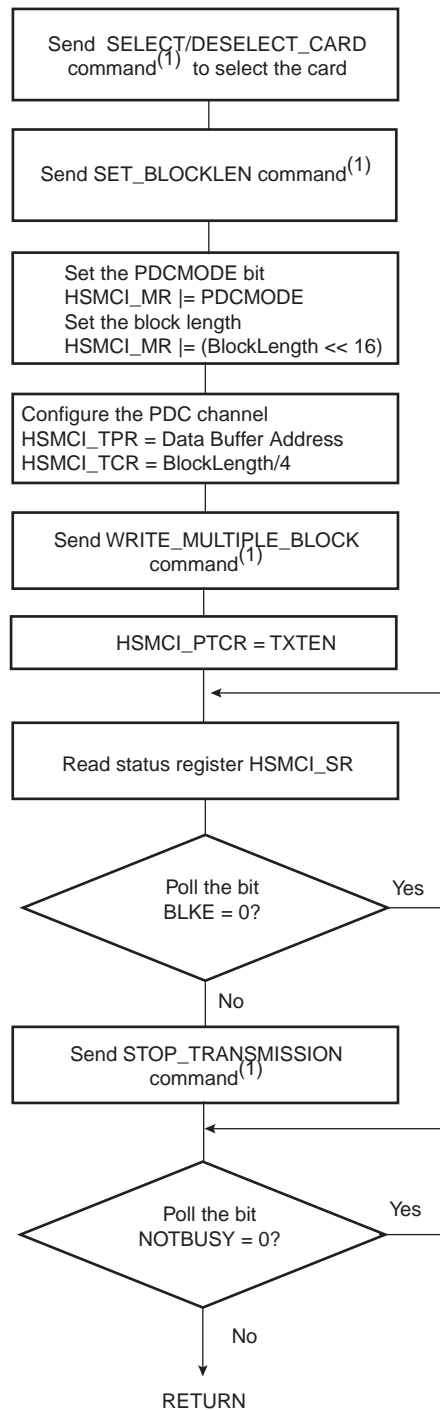 Send SELECT/DESELECT_CARD
command(1) to select the card
Send SET_BLOCKLEN command(1)
Set the PDCMODE bit
HSMCI_MR |= PDCMODE
Set the block length
HSMCI_MR |= (BlockLength << 16)
Configure the PDC channel
HSMCI_TPR = Data Buffer Address
HSMCI_TCR = BlockLength/4
Send WRITE_MULTIPLE_BLOCK
command(1)
HSMCI_PTCR = TXTEN
Read status register HSMCI_SR
Poll the bit
BLKE = 0?
Yes
No
Send STOP_TRANSMISSION
command(1)
Poll the bit
NOTBUSY = 0?
Yes
No
RETURN